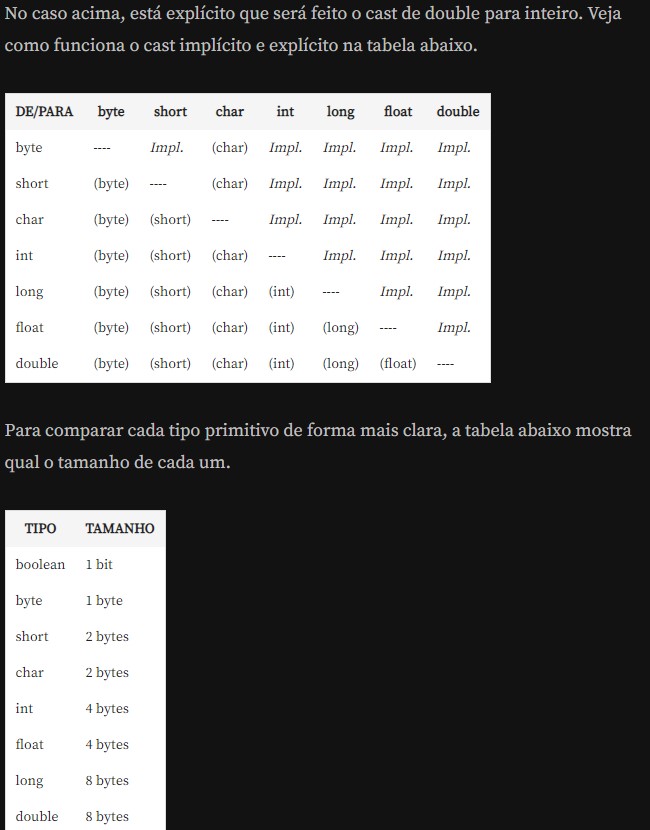 No caso acima, está explícito que será feito o cast de double para inteiro. Veja
como funciona o cast implícito e explícito na tabela abaixo.
DE/PARA byte short char int long float double
byte ---- Impl. (char) Impl. Impl. Impl. Impl.
short (byte) ---- (char) Impl. Impl. Impl. Impl.
char (byte) (short) ---- Impl. Impl. Impl. Impl.
int (byte) (short) (char) ---- Impl. Impl. Impl.
long (byte) (short) (char) (int) ---- Impl. Impl.
float (byte) (short) (char) (int) (long) ---- Impl.
double (byte) (short) (char) (int) (long) (float) ----
Para comparar cada tipo primitivo de forma mais clara, a tabela abaixo mostra
qual o tamanho de cada um.
TIPO TAMANHO
boolean 1 bit
byte 1 byte
short 2 bytes
char 2 bytes
int 4 bytes
float 4 bytes
long 8 bytes
double 8 bytes